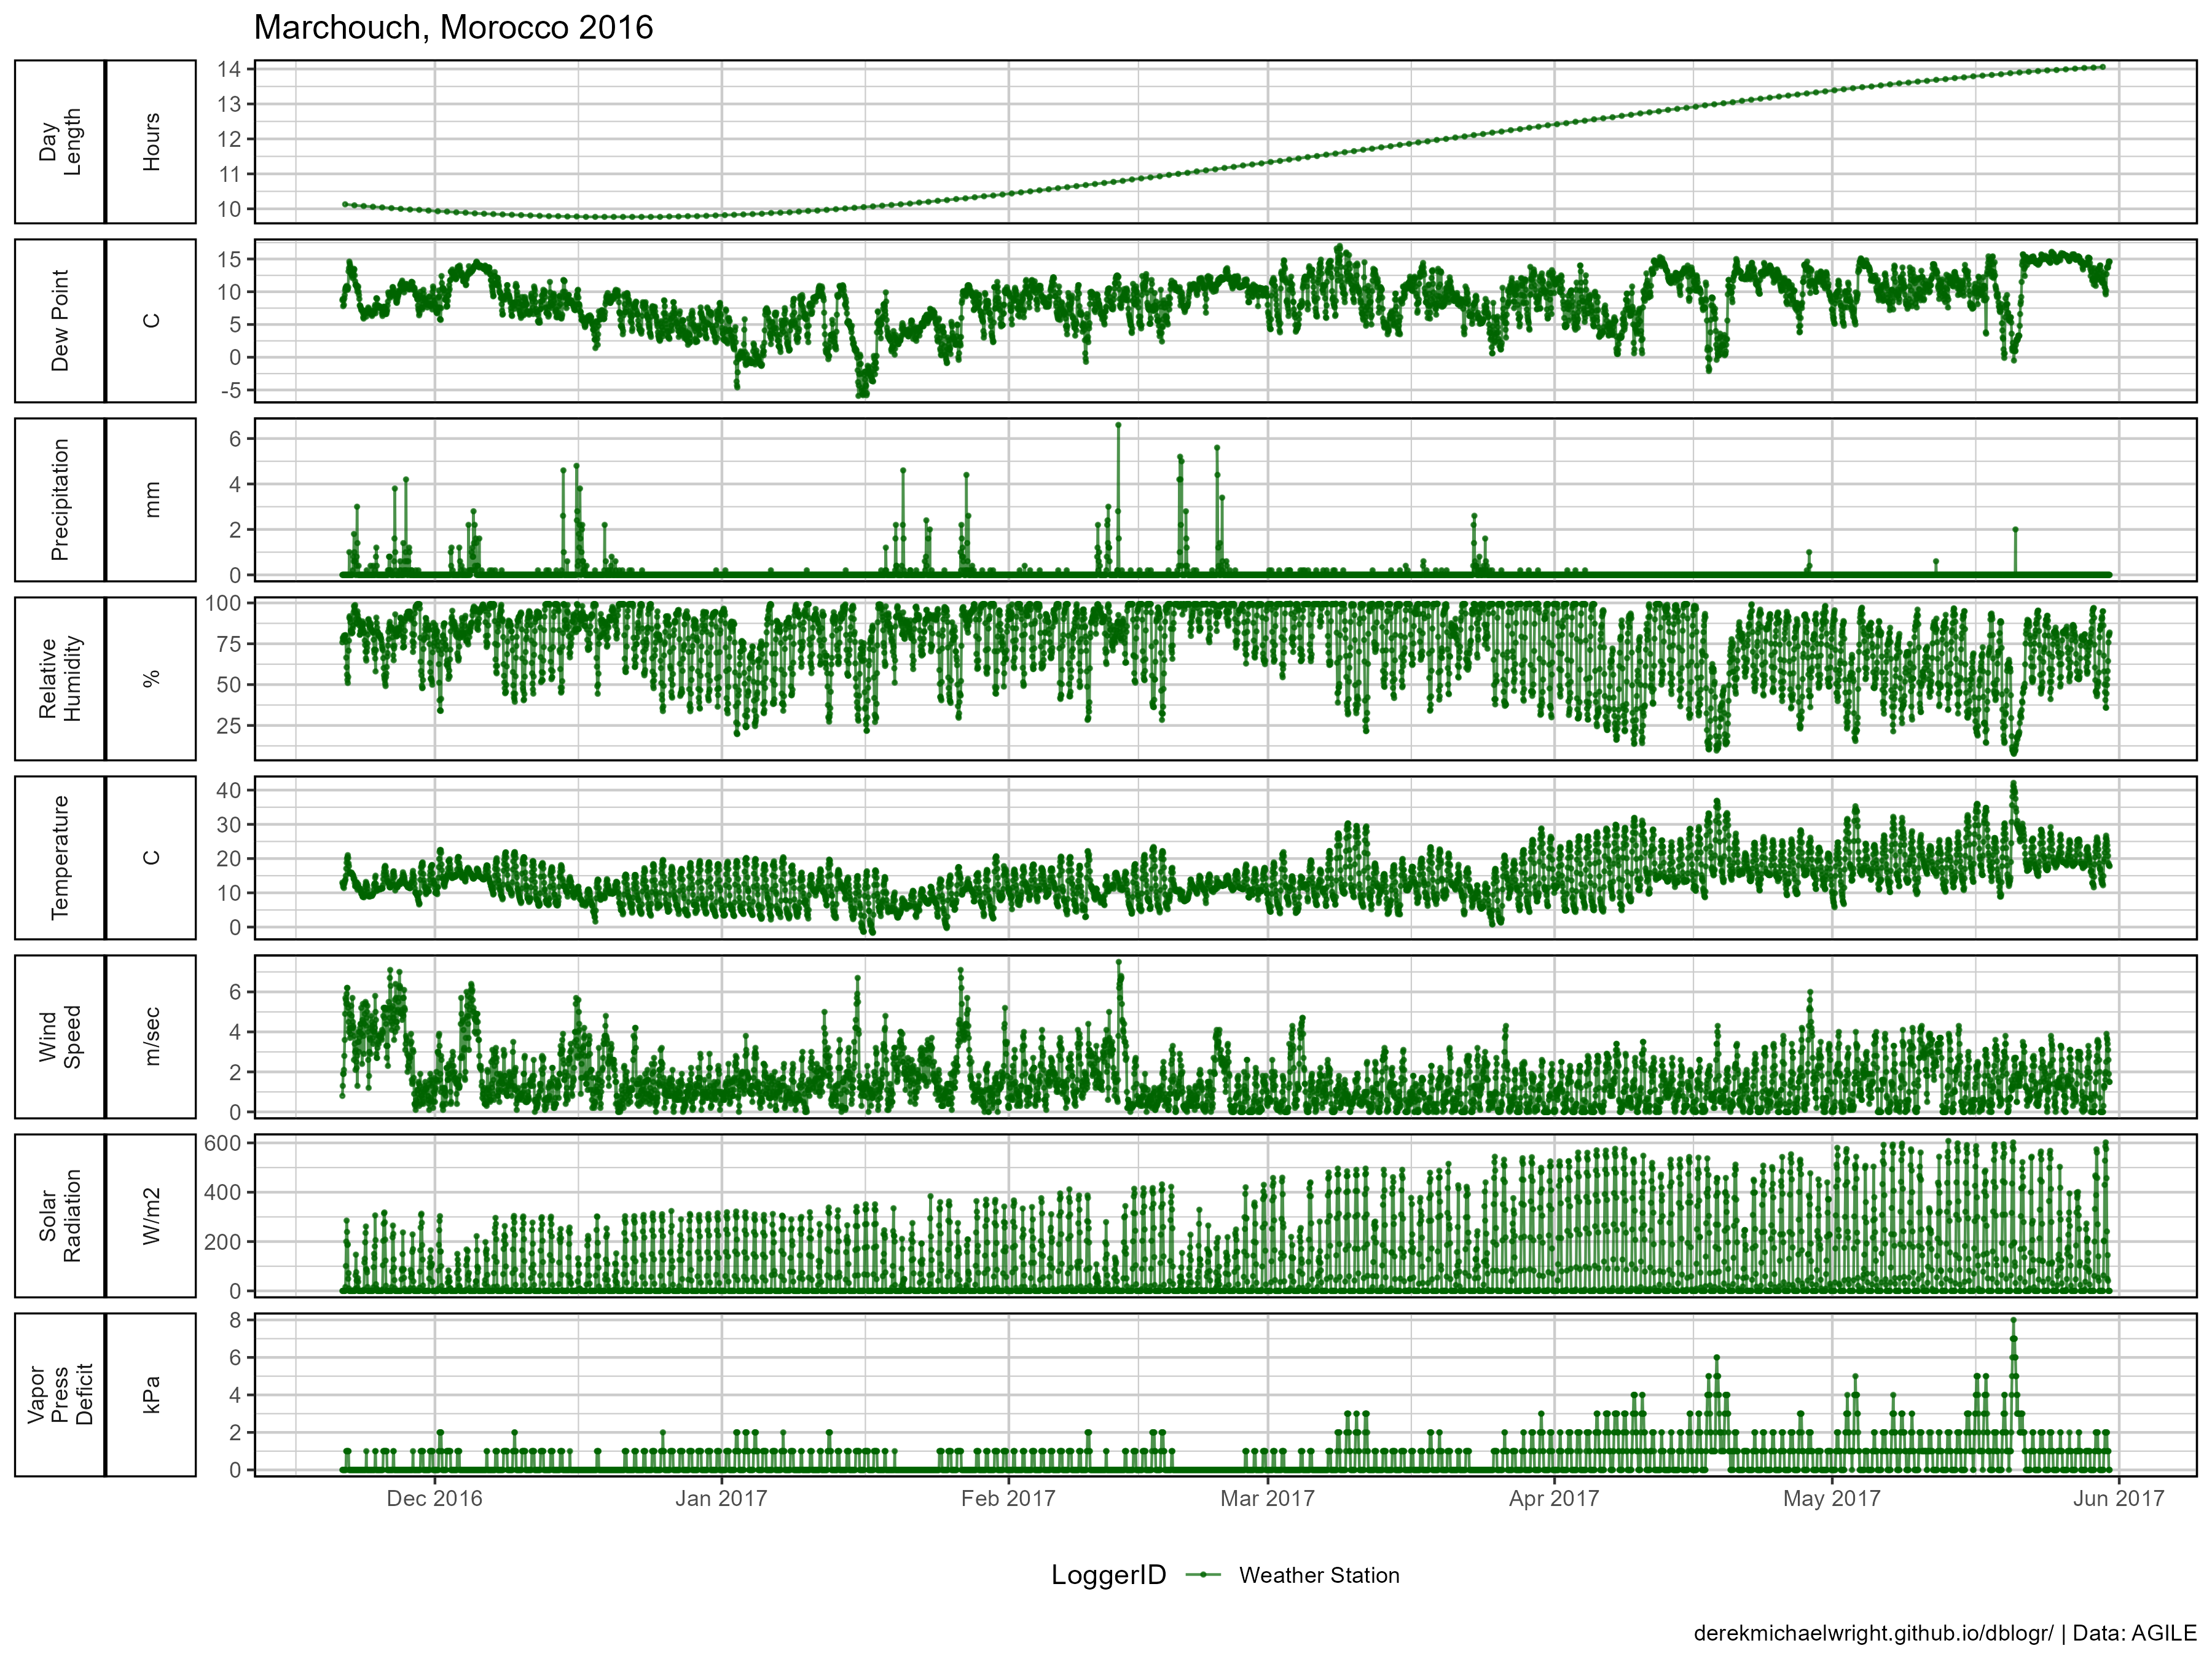 Marchouch, Morocco 2016
Day
Length
Hours
14
13
12
11
10
Dew Point
C
15
10
5
0
-5
Precipitation
mm
6
4
2
0
Relative
Humidity
%
100
75
50
25
Temperature
C
40
30
20
10
0
Wind
Speed
m/sec
6
4
2
0
Solar
Radiation
W/m2
600
400
200
0
Vapor
Press
Deficit
kPa
8
6
4
2
0
Dec 2016 Jan 2017 Feb 2017 Mar 2017 Apr 2017 May 2017 Jun 2017
LoggerID Weather Station
derekmichaelwright.github.io/dblogr/ | Data: AGILE